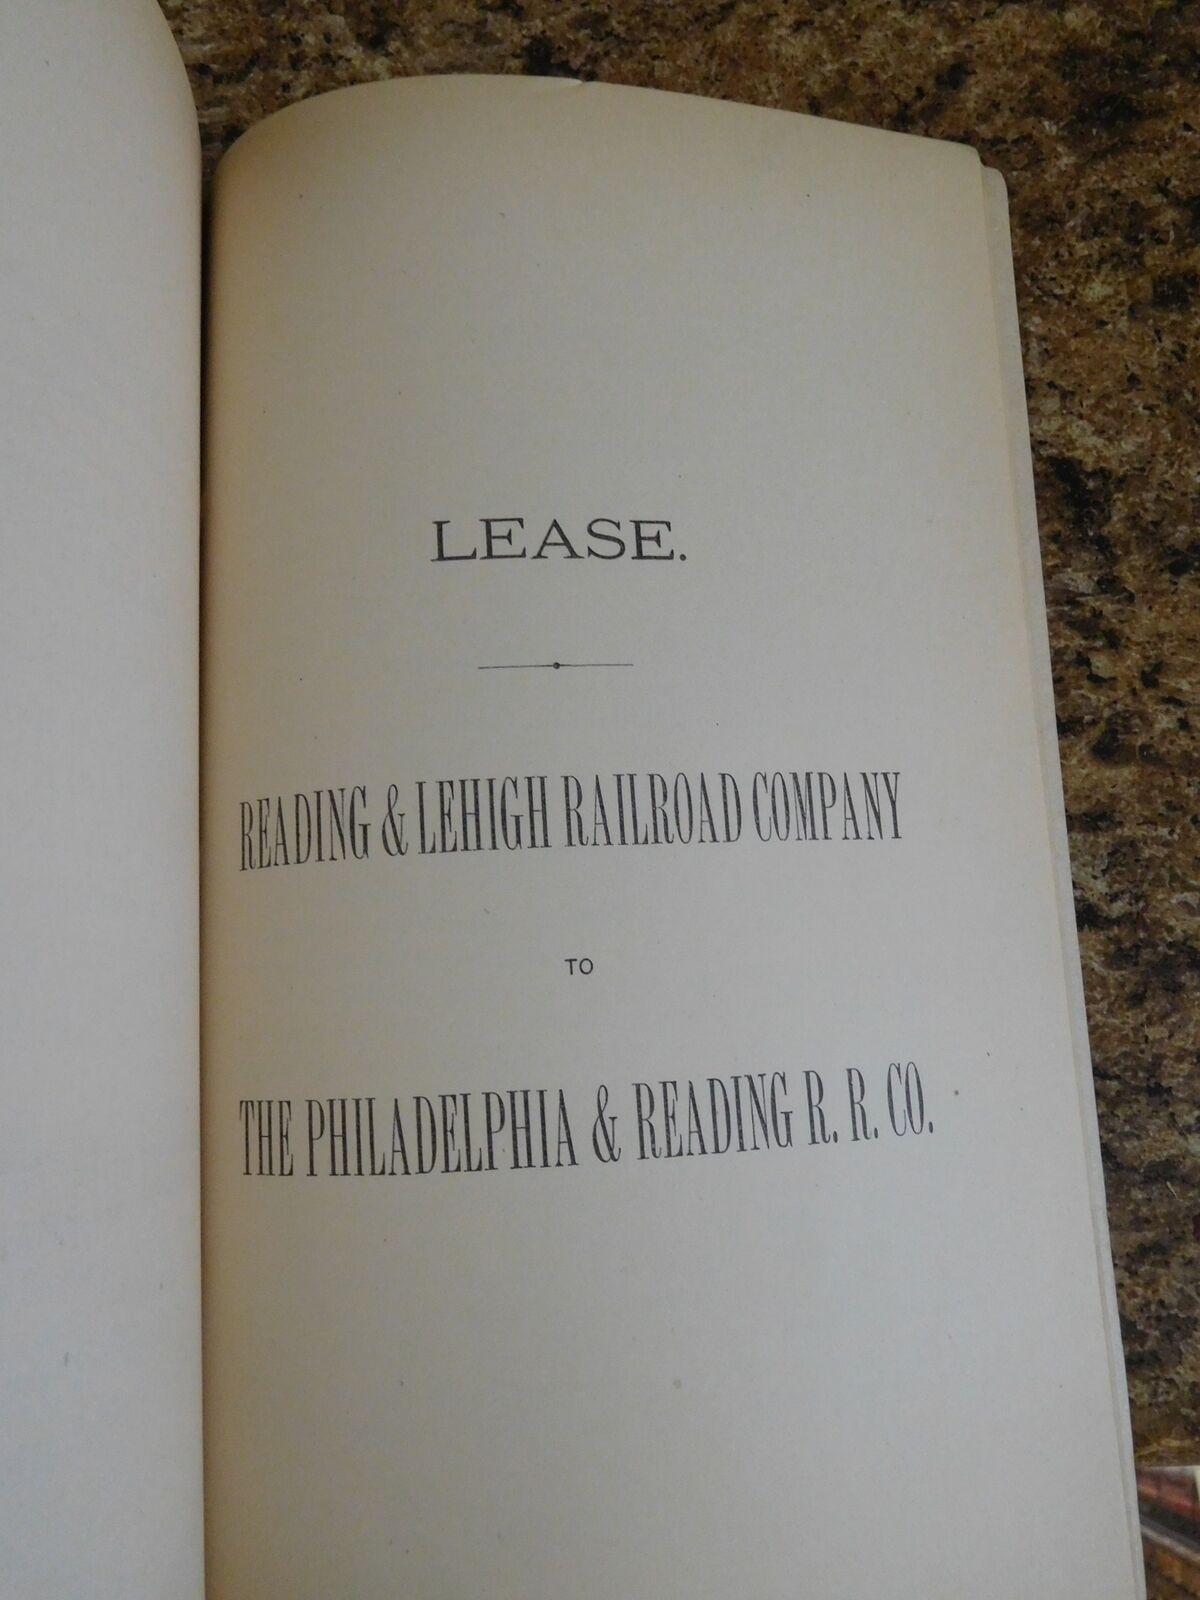 LEASE.
READING & LEHIGH RAILROAD COMPANY
TO
THE PHILADELPHIA & READING R. R. CO.